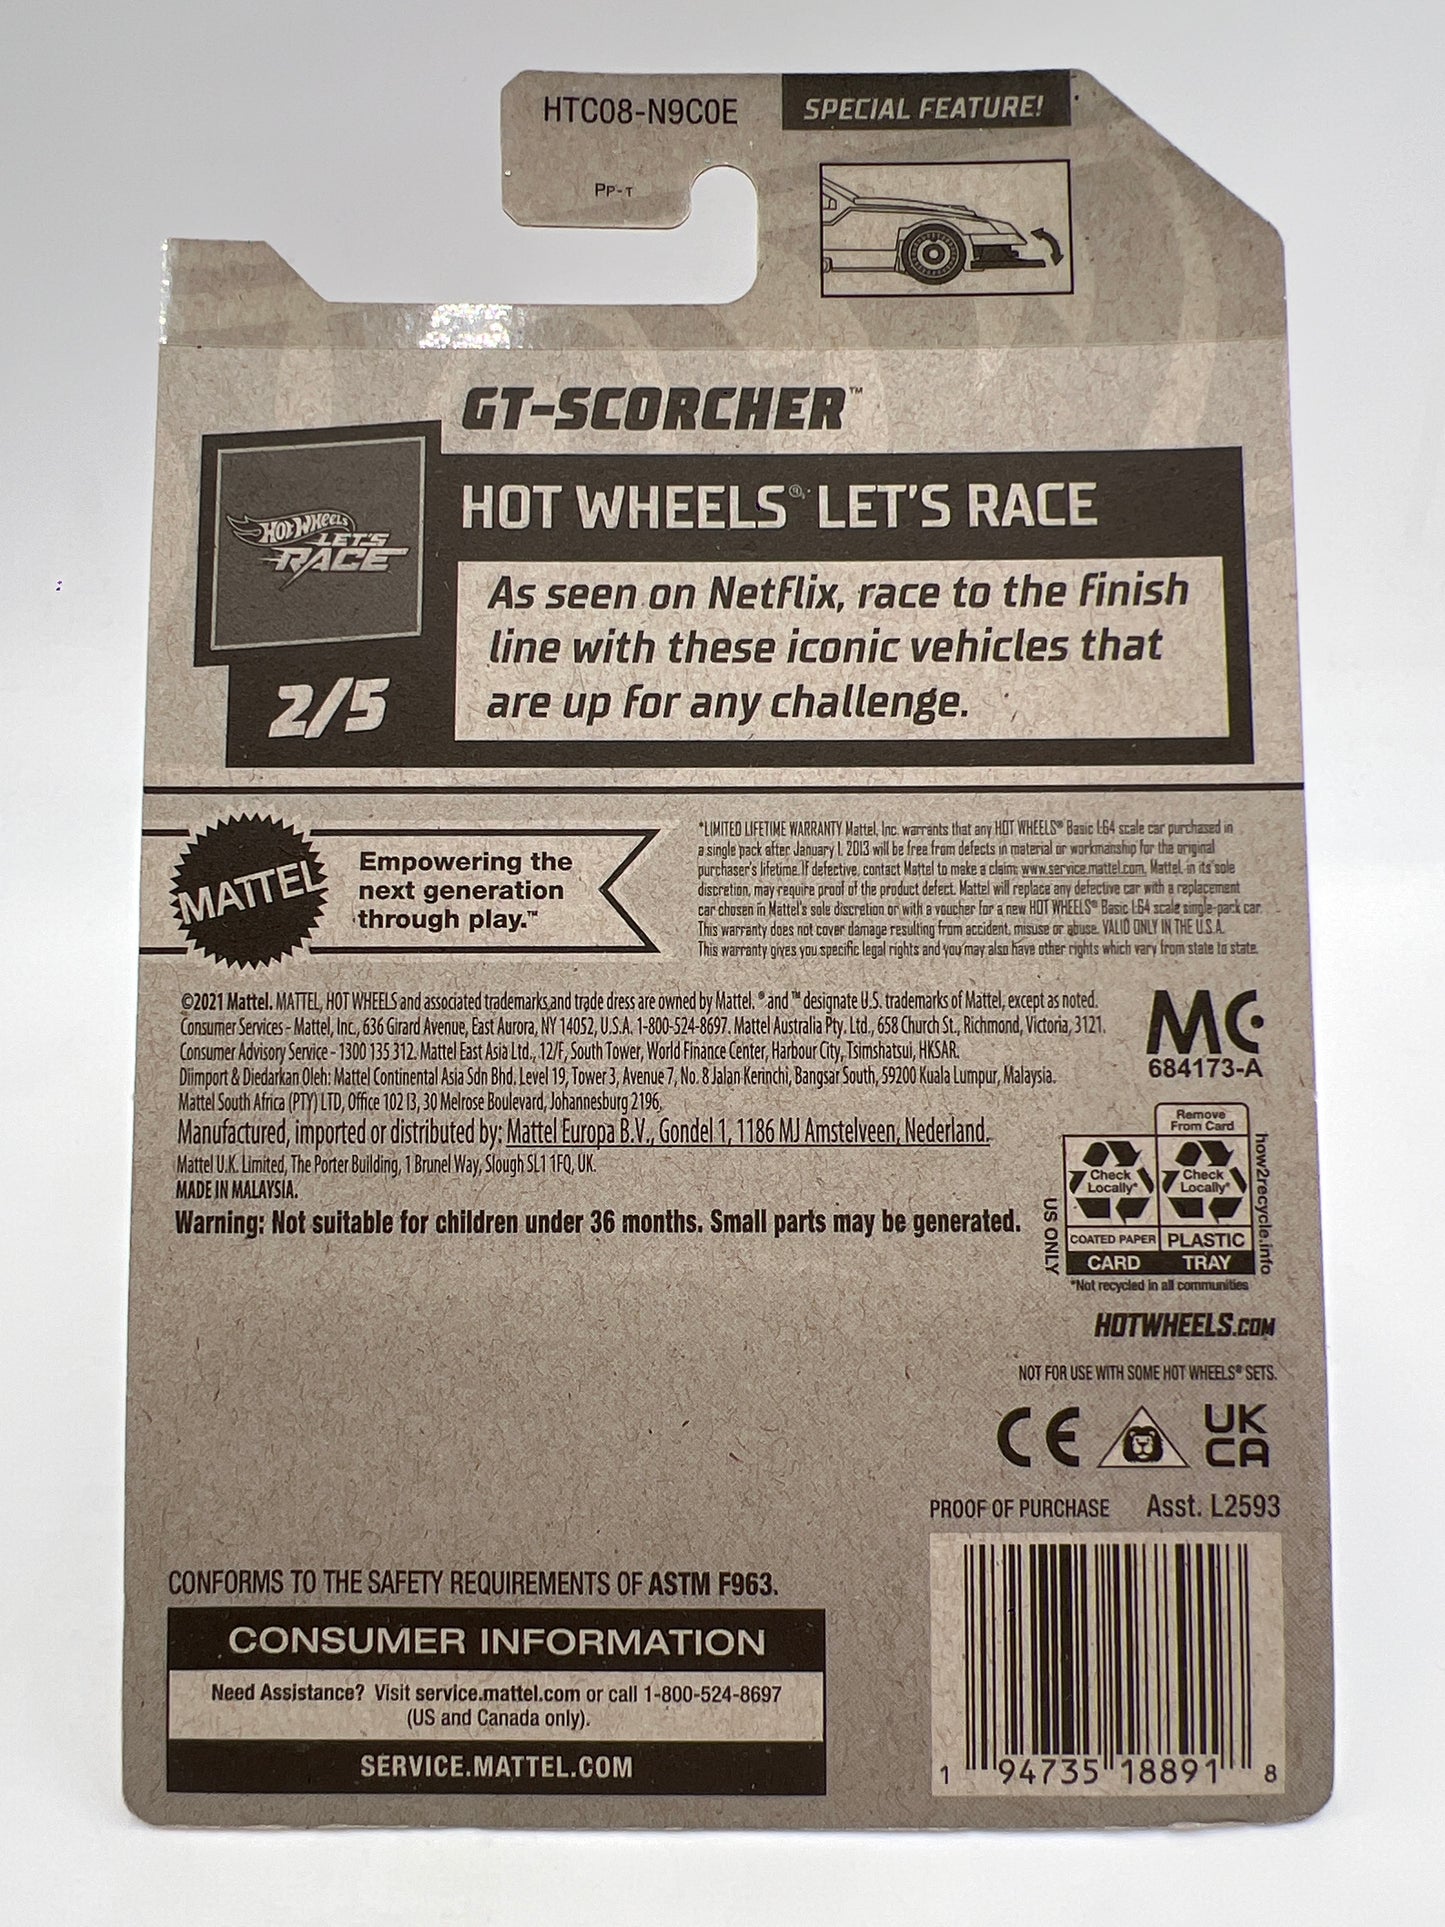 HTC08-N9C0E
SPECIAL FEATURE!
PP-T
GT-SCORCHER™
HOT WHEELS
LET'S
RACE
HOT WHEELS® LET'S RACE
As seen on Netflix, race to the finish
line with these iconic vehicles that
are up for any challenge.
2/5
MATTEL
Empowering the
next generation
through play.™
*LIMITED LIFETIME WARRANTY Mattel, Inc. warrants that any HOT WHEELS® Basic 1:64 scale car purchased in
a single pack after January 1, 2013 will be free from defects in material or workmanship for the original
purchaser's lifetime. If defective, contact Mattel to make a claim: www.service.mattel.com. Mattel, in its sole
discretion, may require proof of the product defect. Mattel will replace any defective car with a replacement
car chosen in Mattel's sole discretion or with a voucher for a new HOT WHEELS® Basic 1:64 scale single-pack car.
This warranty does not cover damage resulting from accident, misuse or abuse. VALID ONLY IN THE U.S.A.
This warranty gives you specific legal rights and you may also have other rights which vary from state to state.
©2021 Mattel. MATTEL, HOT WHEELS and associated trademarks and trade dress are owned by Mattel. ® and ™ designate U.S. trademarks of Mattel, except as noted.
Consumer Services - Mattel, Inc., 636 Girard Avenue, East Aurora, NY 14052, U.S.A. 1-800-524-8697. Mattel Australia Pty. Ltd., 658 Church St., Richmond, Victoria, 3121.
Consumer Advisory Service - 1300 135 312. Mattel East Asia Ltd., 12/F, South Tower, World Finance Center, Harbour City, Tsimshatsui, HKSAR.
Diimport & Diedarkan Oleh: Mattel Continental Asia Sdn Bhd. Level 19, Tower 3, Avenue 7, No. 8 Jalan Kerinchi, Bangsar South, 59200 Kuala Lumpur, Malaysia.
Mattel South Africa (PTY) LTD, Office 102 I3, 30 Melrose Boulevard, Johannesburg 2196.
Manufactured, imported or distributed by: Mattel Europa B.V., Gondel 1, 1186 MJ Amstelveen, Nederland.
Mattel U.K. Limited, The Porter Building, 1 Brunel Way, Slough SL1 1FQ, UK.
MADE IN MALAYSIA.
Warning: Not suitable for children under 36 months. Small parts may be generated.
MC
684173-A
Remove
From Card
Check
Locally*
Check
Locally*
COATED PAPER
PLASTIC
CARD
TRAY
US ONLY
how2recycle.info
*Not recycled in all communities
HOTWHEELS.COM
NOT FOR USE WITH SOME HOT WHEELS® SETS.
CE
UK
CA
PROOF OF PURCHASE
Asst. L2593
1 94735 18891 8
CONFORMS TO THE SAFETY REQUIREMENTS OF ASTM F963.
CONSUMER INFORMATION
Need Assistance? Visit service.mattel.com or call 1-800-524-8697
(US and Canada only).
SERVICE.MATTEL.COM